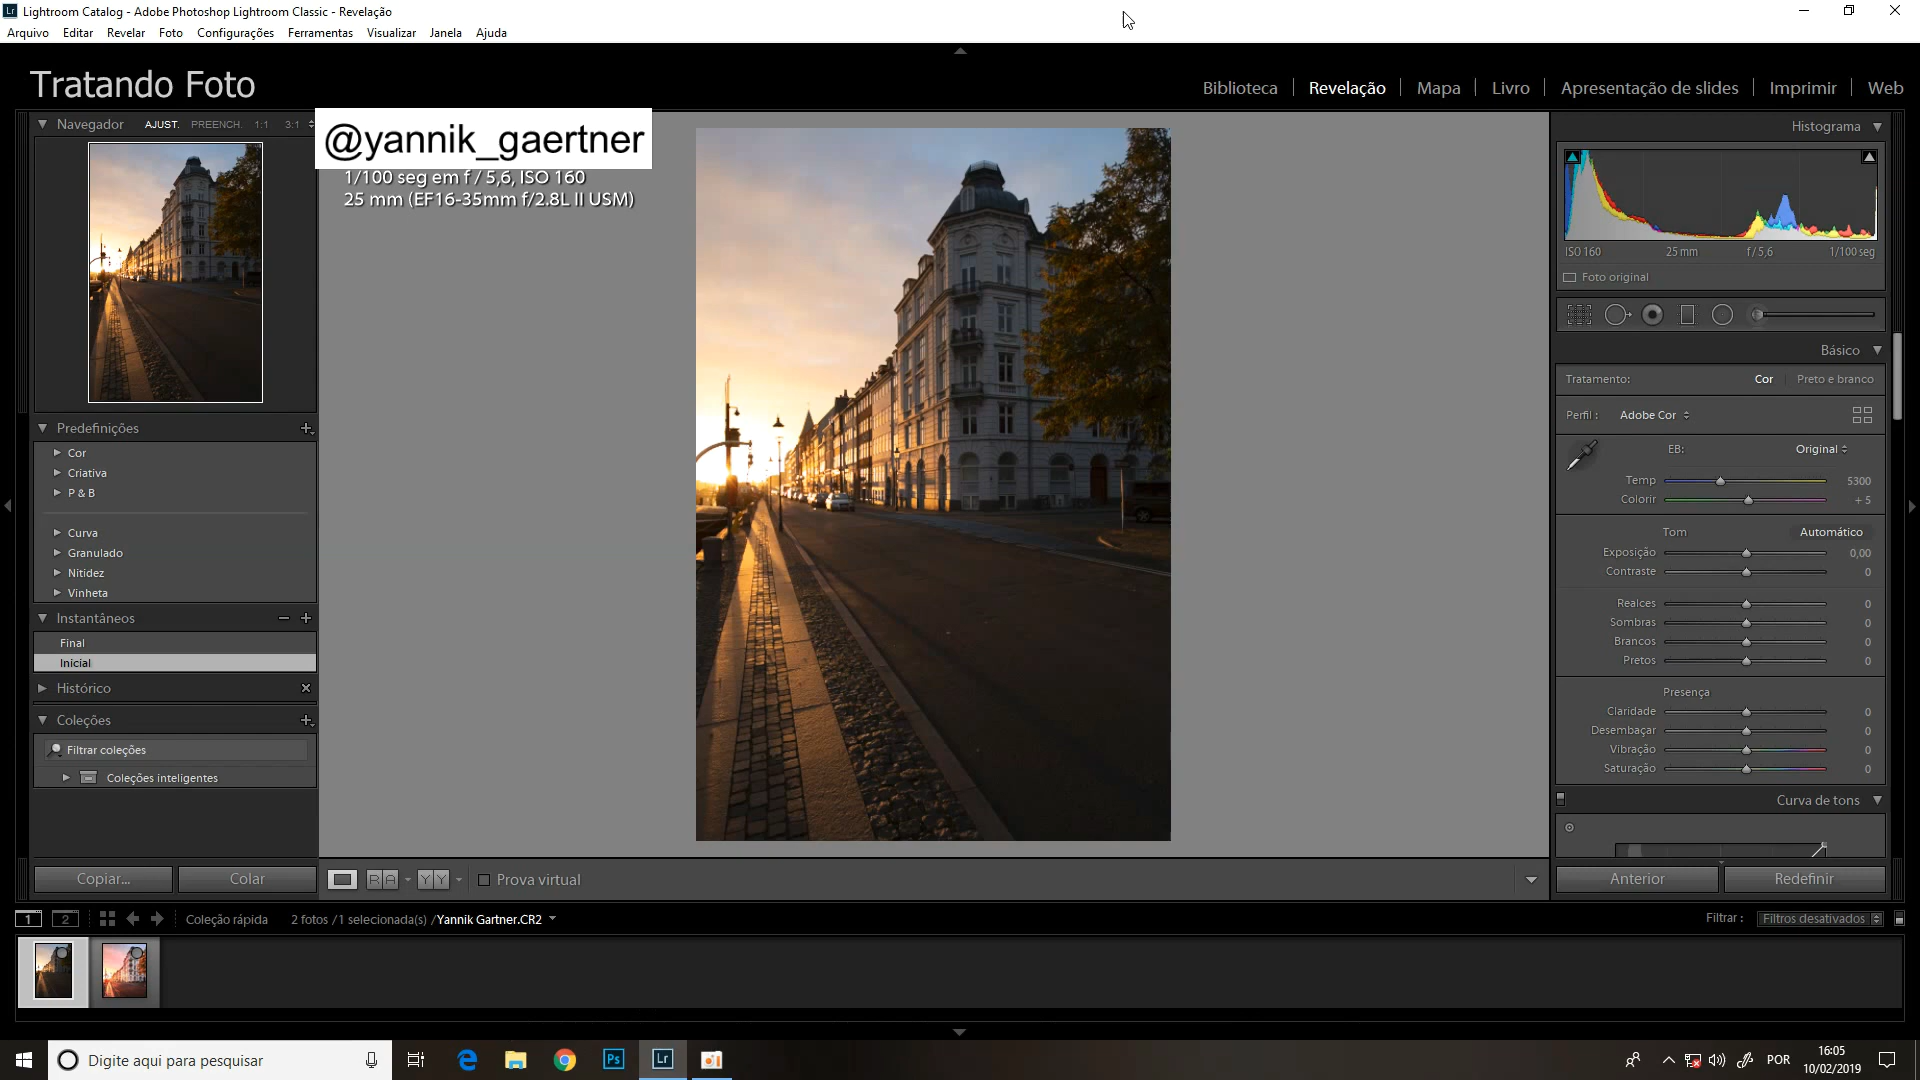 Lightroom Catalog - Adobe Photoshop Lightroom Classic - Revelação
Arquivo Editar Revelar Foto Configurações Ferramentas Visualizar Janela Ajuda
Tratando Foto
Biblioteca Revelação Mapa Livro Apresentação de slides Imprimir Web
Navegador AJUST. PREENCH. 1:1 3:1
@yannik_gaertner
1/100 seg em f / 5,6, ISO 160
25 mm (EF16-35mm f/2.8L II USM)
Predefinições
Cor
Criativa
P & B
Curva
Granulado
Nitidez
Vinheta
Instantâneos
Final
Inicial
Histórico
Coleções
Filtrar coleções
Coleções inteligentes
Copiar... Colar
R A Y Y Prova virtual
Histograma
ISO 160 25 mm f / 5,6 1/100 seg
Foto original
Básico
Tratamento: Cor Preto e branco
Perfil : Adobe Cor
EB: Original
Temp 5300
Colorir + 5
Tom Automático
Exposição 0,00
Contraste 0
Realces 0
Sombras 0
Brancos 0
Pretos 0
Presença
Claridade 0
Desembaçar 0
Vibração 0
Saturação 0
Curva de tons
Anterior Redefinir
1 2 Coleção rápida 2 fotos /1 selecionada(s) /Yannik Gartner.CR2 Filtrar : Filtros desativados
Digite aqui para pesquisar
Ps Lr
POR
16:05
10/02/2019